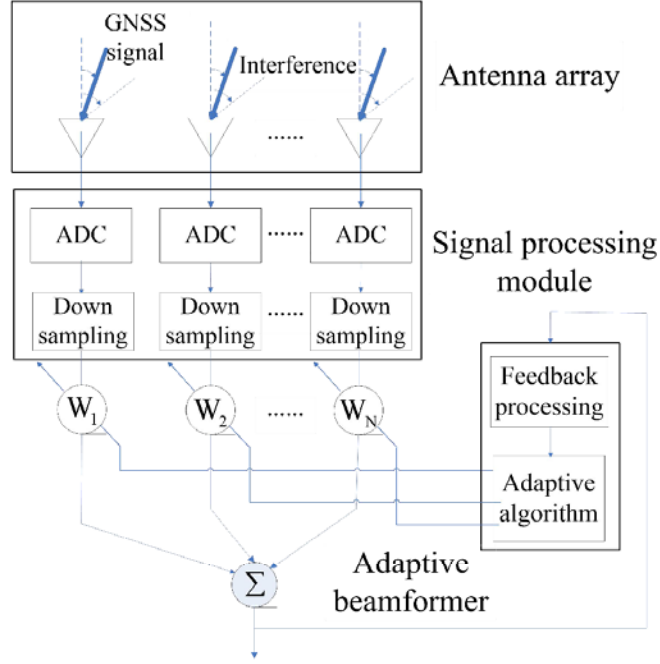 GNSS
signal
Interference
Antenna array
......
ADC
ADC
......
ADC
Signal processing
module
Down
sampling
Down
sampling
......
Down
sampling
W1
W2
......
WN
Feedback
processing
Adaptive
algorithm
Σ
Adaptive
beamformer